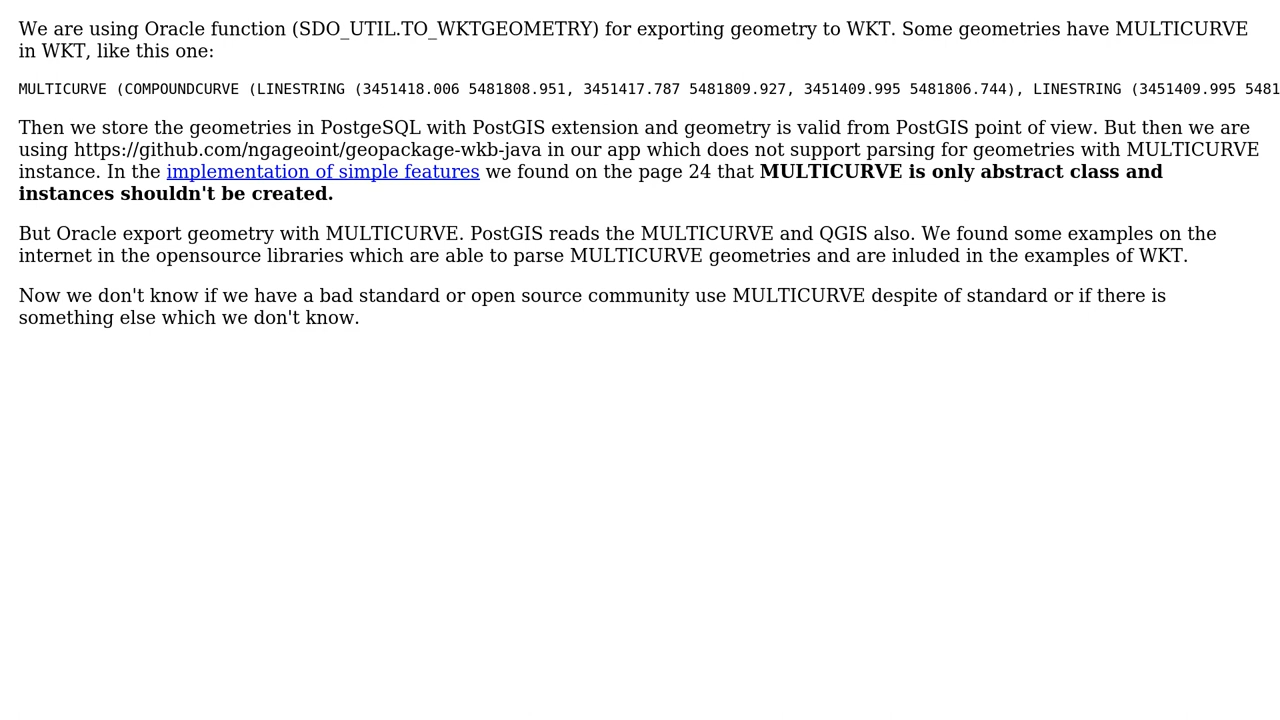 We are using Oracle function (SDO_UTIL.TO_WKTGEOMETRY) for exporting geometry to WKT. Some geometries have MULTICURVE
in WKT, like this one:
MULTICURVE (COMPOUNDCURVE (LINESTRING (3451418.006 5481808.951, 3451417.787 5481809.927, 3451409.995 5481806.744), LINESTRING (3451409.995 5481
Then we store the geometries in PostgeSQL with PostGIS extension and geometry is valid from PostGIS point of view. But then we are
using https://github.com/ngageoint/geopackage-wkb-java in our app which does not support parsing for geometries with MULTICURVE
instance. In the implementation of simple features we found on the page 24 that MULTICURVE is only abstract class and
instances shouldn't be created.
But Oracle export geometry with MULTICURVE. PostGIS reads the MULTICURVE and QGIS also. We found some examples on the
internet in the opensource libraries which are able to parse MULTICURVE geometries and are inluded in the examples of WKT.
Now we don't know if we have a bad standard or open source community use MULTICURVE despite of standard or if there is
something else which we don't know.